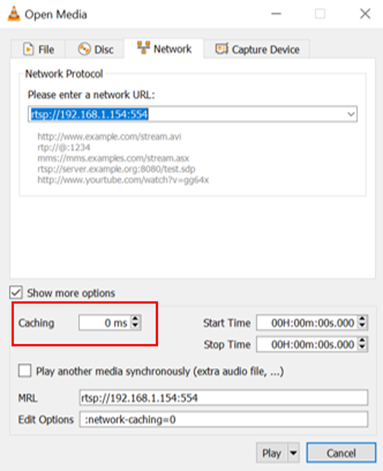 Open Media
File Disc Network Capture Device
Network Protocol
Please enter a network URL:
rtsp://192.168.1.154:554
http://www.example.com/stream.avi
rtp://@:1234
mms://mms.examples.com/stream.asx
rtsp://server.example.org:8080/test.sdp
http://www.yourtube.com/watch?v=gg64x
Show more options
Caching 0 ms Start Time 00H:00m:00s.000
Stop Time 00H:00m:00s.000
Play another media synchronously (extra audio file, ...)
MRL rtsp://192.168.1.154:554
Edit Options :network-caching=0
Play Cancel